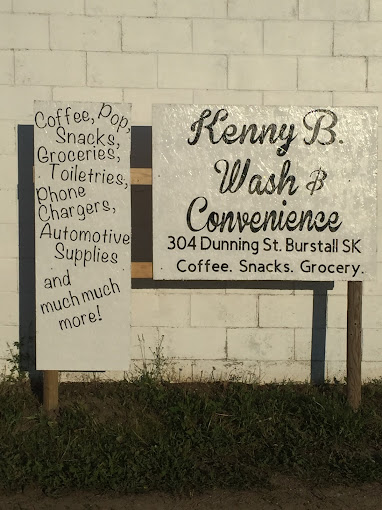 Coffee, Pop,
Snacks,
Groceries,
Toiletries,
Phone
Chargers,
Automotive
Supplies
and
much much
more!
Kenny B.
Wash &
Convenience
304 Dunning St. Burstall SK
Coffee. Snacks. Grocery.